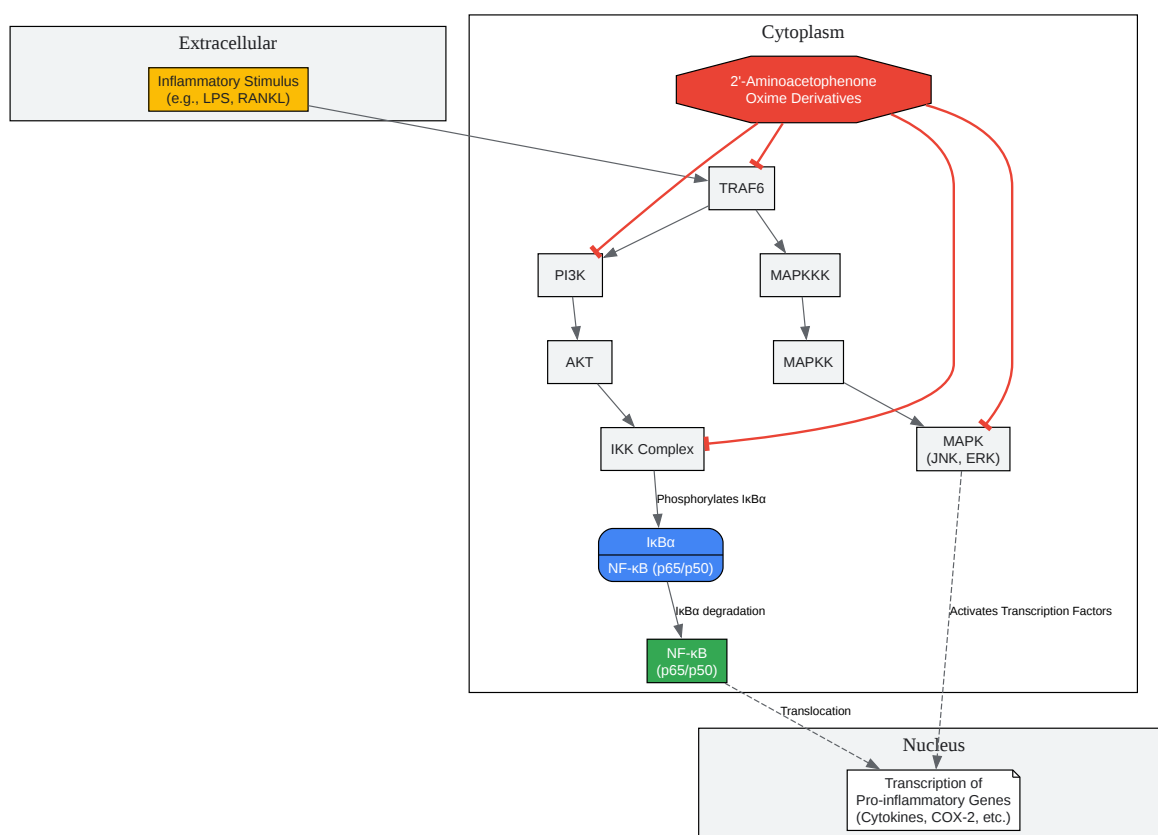 Extracellular
Inflammatory Stimulus
(e.g., LPS, RANKL)
Cytoplasm
2'-Aminoacetophenone
Oxime Derivatives
TRAF6
PI3K
MAPKKK
AKT
MAPKK
IKK Complex
MAPK
(JNK, ERK)
Phosphorylates IκBα
IκBα
NF-κB (p65/p50)
IκBα degradation
Activates Transcription Factors
NF-κB
(p65/p50)
Translocation
Nucleus
Transcription of
Pro-inflammatory Genes
(Cytokines, COX-2, etc.)